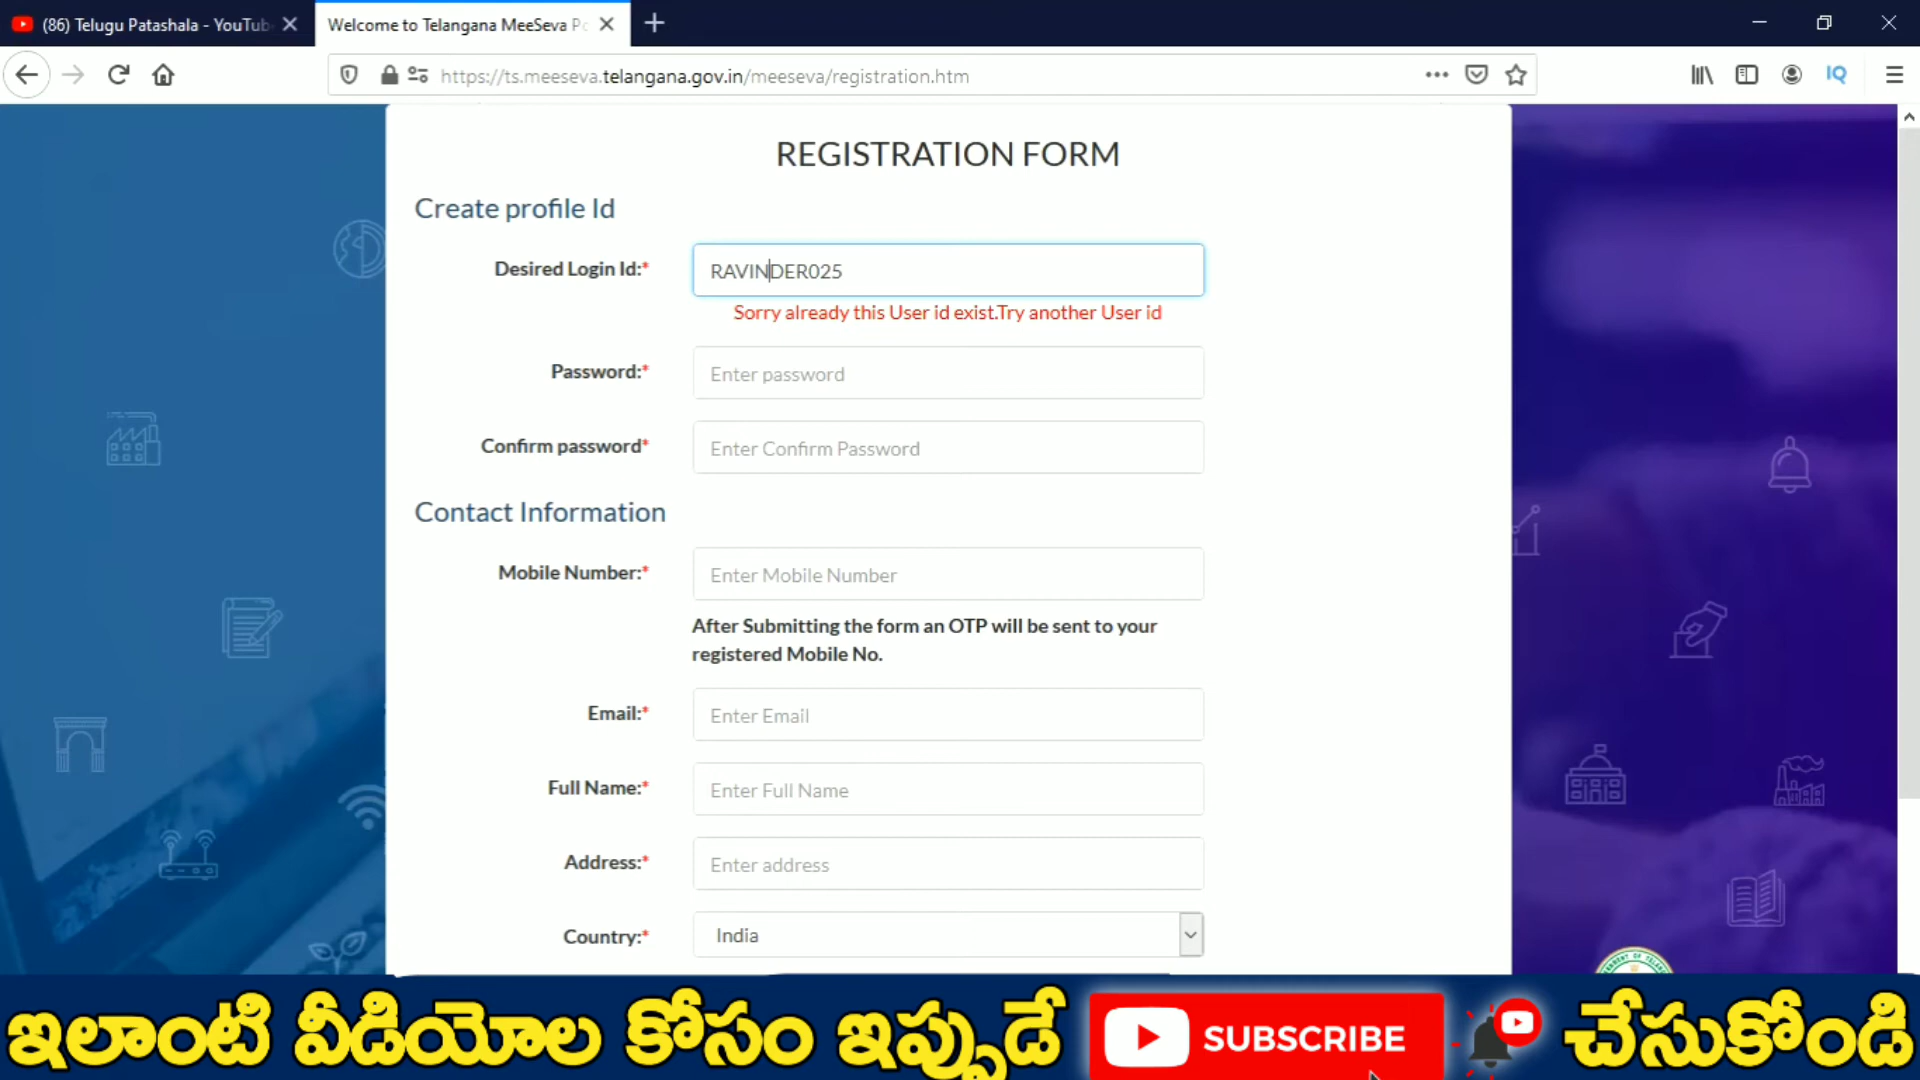 (86) Telugu Patashala - YouTub
Welcome to Telangana MeeSeva Po
https://ts.meeseva.telangana.gov.in/meeseva/registration.htm
IQ
REGISTRATION FORM
Create profile Id
Desired Login Id:*
RAVINDER025
Sorry already this User id exist.Try another User id
Password:*
Enter password
Confirm password*
Enter Confirm Password
Contact Information
Mobile Number:*
Enter Mobile Number
After Submitting the form an OTP will be sent to your
registered Mobile No.
Email:*
Enter Email
Full Name:*
Enter Full Name
Address:*
Enter address
Country:*
India
ఇలాంటి వీడియోల కోసం ఇప్పుడే SUBSCRIBE చేసుకోండి